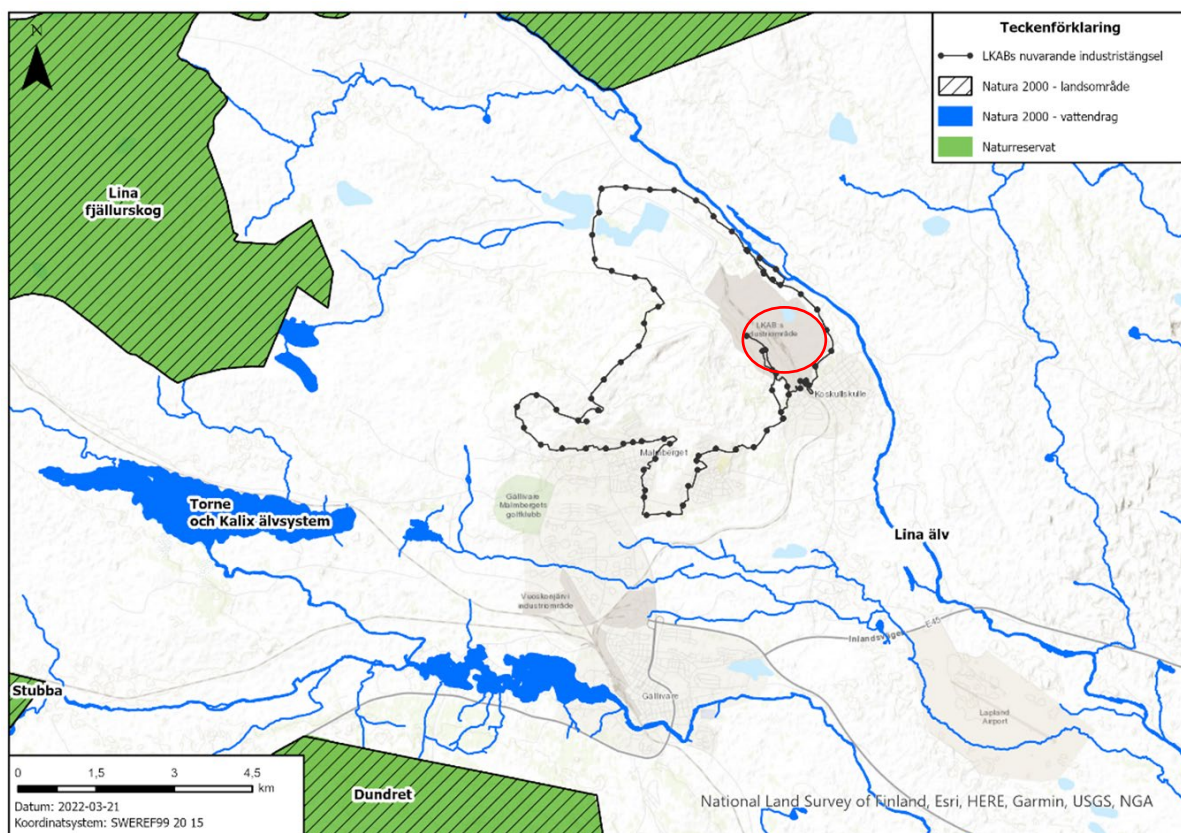 N
Teckenförklaring
LKABs nuvarande industristängsel
Natura 2000 - landsområde
Natura 2000 - vattendrag
Naturreservat
Lina
fjällurskog
LKAB:s
industriområde
Koskullskulle
Malmberget
Gällivare
Malmbergets
golfklubb
Torne
och Kalix älvsystem
Lina älv
industriområde
Inlandsvägen
E45
Stubba
Gällivare
Lapland
Airport
Dundret
0 1,5 3 4,5
km
Datum: 2022-03-21
Koordinatsystem: SWEREF99 20 15
National Land Survey of Finland, Esri, HERE, Garmin, USGS, NGA